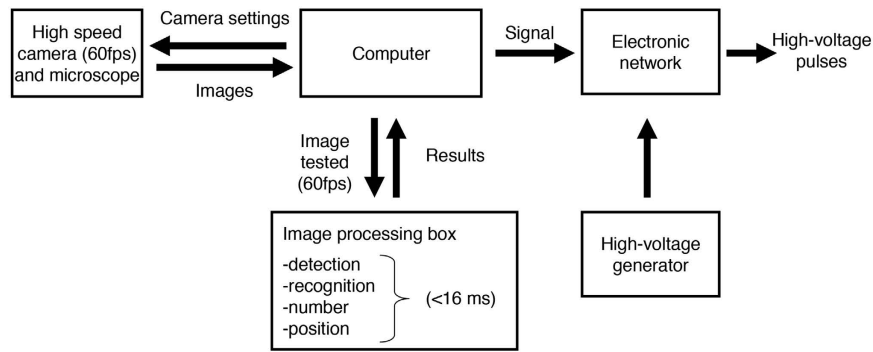 High speed
camera (60fps)
and microscope
Camera settings
Images
Computer
Signal
Electronic
network
High-voltage
pulses
Image
tested
(60fps)
Results
Image processing box
-detection
-recognition
-number
-position
(<16 ms)
High-voltage
generator